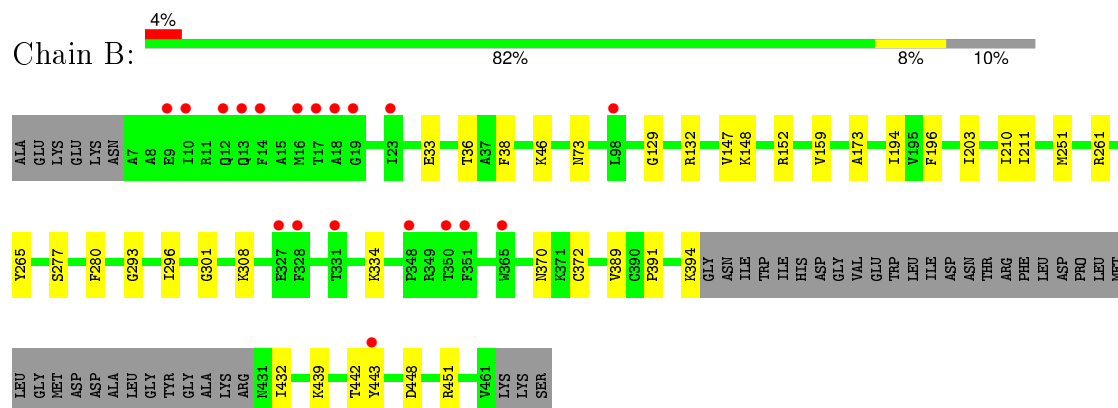 4%
Chain B:
82% 8% 10%
ALA GLU LYS GLU LYS ASN A7 A8 E9 I10 R11 Q12 Q13 F14 A15 M16 T17 A18 G19 I23 E33 T36 A37 F38 K46 N73 L98 G129 R132 V147 K148 R152 V159 A173 I194 V195 F196 I203 I210 I211 M251 R261
Y265 S277 F280 G293 I296 G301 K308 E327 F328 T331 K334 P348 R349 T350 F351 W365 N370 K371 C372 V389 C390 P391 K394 GLY ASN ILE TRP ILE HIS ASP GLY VAL GLU TRP LEU ILE ASP ASN THR ARG PHE LEU ASP PRO LEU MET
LEU GLY MET ASP ASP ALA LEU GLY TYR GLY ALA LYS ARG N431 I432 K439 T442 Y443 D448 R451 V461 LYS LYS SER